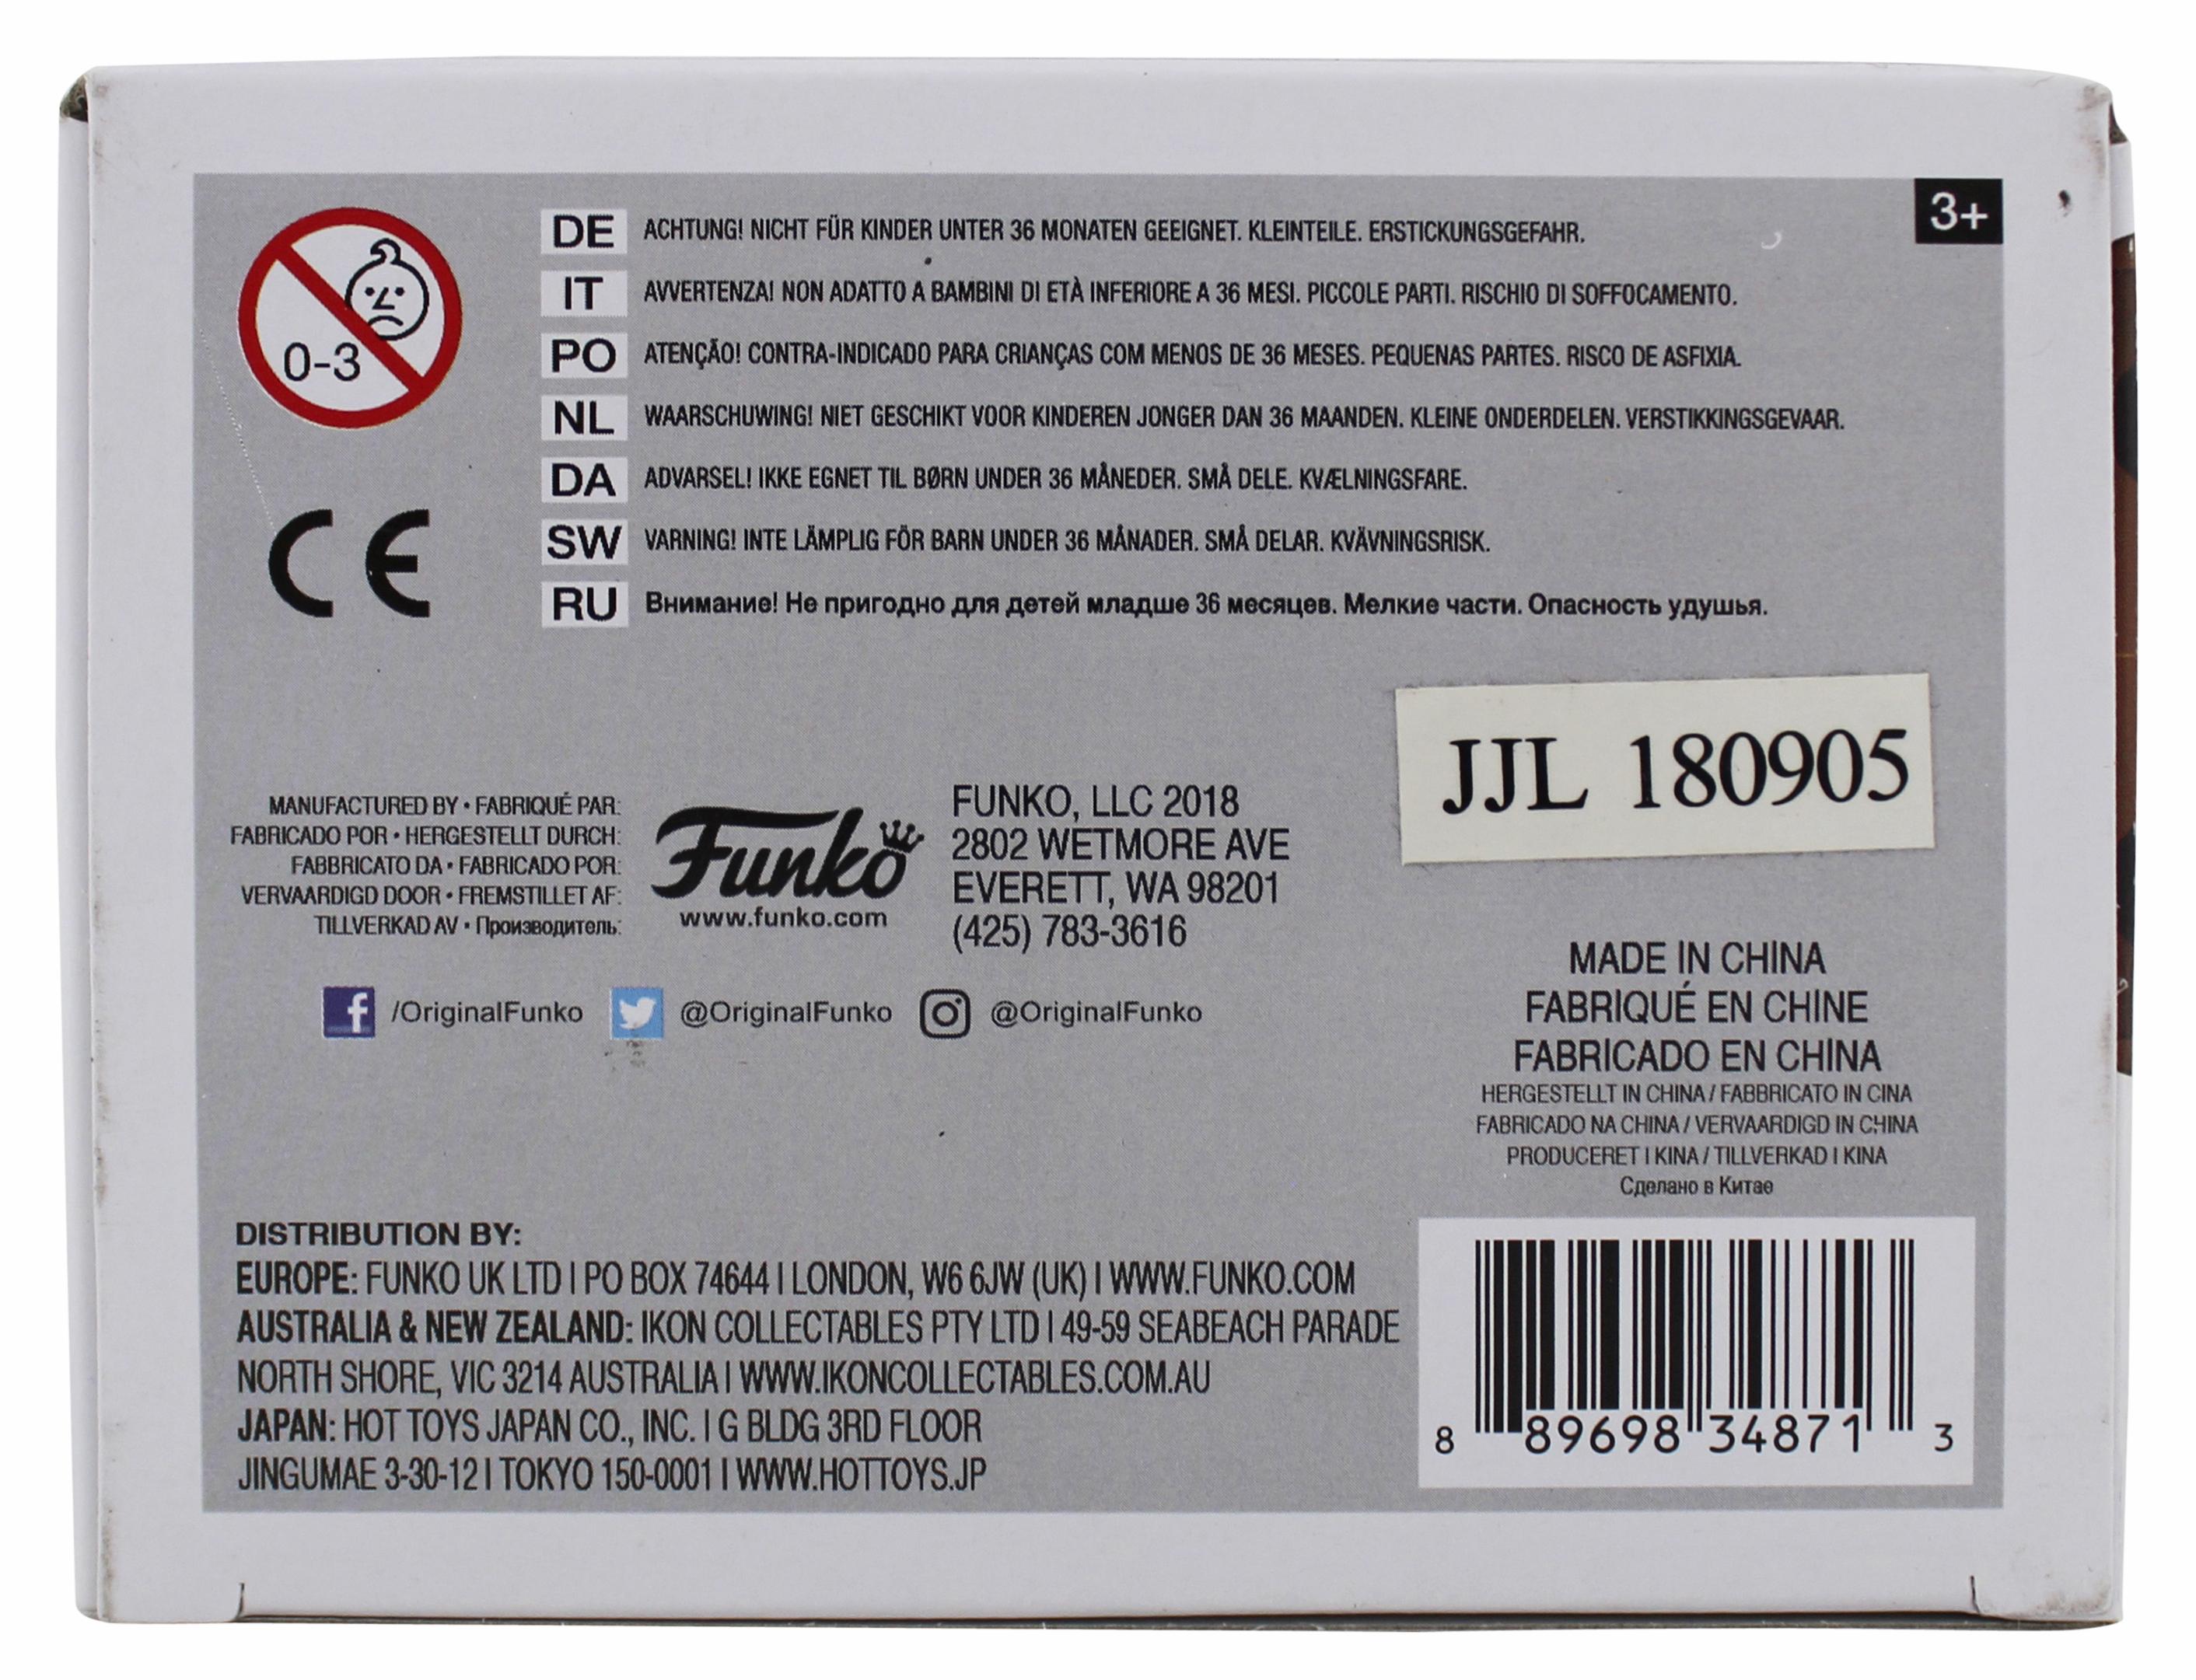 3+
0-3
DE ACHTUNG! NICHT FÜR KINDER UNTER 36 MONATEN GEEIGNET. KLEINTEILE. ERSTICKUNGSGEFAHR.
IT AVVERTENZA! NON ADATTO A BAMBINI DI ETÀ INFERIORE A 36 MESI. PICCOLE PARTI. RISCHIO DI SOFFOCAMENTO.
PO ATENÇÃO! CONTRA-INDICADO PARA CRIANÇAS COM MENOS DE 36 MESES. PEQUENAS PARTES. RISCO DE ASFIXIA.
NL WAARSCHUWING! NIET GESCHIKT VOOR KINDEREN JONGER DAN 36 MAANDEN. KLEINE ONDERDELEN. VERSTIKKINGSGEVAAR.
DA ADVARSEL! IKKE EGNET TIL BØRN UNDER 36 MÅNEDER. SMÅ DELE. KVÆLNINGSFARE.
SW VARNING! INTE LÄMPLIG FÖR BARN UNDER 36 MÅNADER. SMÅ DELAR. KVÄVNINGSRISK.
RU Внимание! Не пригодно для детей младше 36 месяцев. Мелкие части. Опасность удушья.
CE
JJL 180905
MANUFACTURED BY • FABRIQUÉ PAR:
FABRICADO POR • HERGESTELLT DURCH:
FABBRICATO DA • FABRICADO POR:
VERVAARDIGD DOOR • FREMSTILLET AF:
TILLVERKAD AV • Производитель:
Funko
www.funko.com
FUNKO, LLC 2018
2802 WETMORE AVE
EVERETT, WA 98201
(425) 783-3616
/OriginalFunko @OriginalFunko @OriginalFunko
MADE IN CHINA
FABRIQUÉ EN CHINE
FABRICADO EN CHINA
HERGESTELLT IN CHINA / FABBRICATO IN CINA
FABRICADO NA CHINA / VERVAARDIGD IN CHINA
PRODUCERET I KINA / TILLVERKAD I KINA
Сделано в Китае
DISTRIBUTION BY:
EUROPE: FUNKO UK LTD | PO BOX 74644 | LONDON, W6 6JW (UK) | WWW.FUNKO.COM
AUSTRALIA & NEW ZEALAND: IKON COLLECTABLES PTY LTD | 49-59 SEABEACH PARADE
NORTH SHORE, VIC 3214 AUSTRALIA | WWW.IKONCOLLECTABLES.COM.AU
JAPAN: HOT TOYS JAPAN CO., INC. | G BLDG 3RD FLOOR
JINGUMAE 3-30-12 | TOKYO 150-0001 | WWW.HOTTOYS.JP
8 89698 34871 3